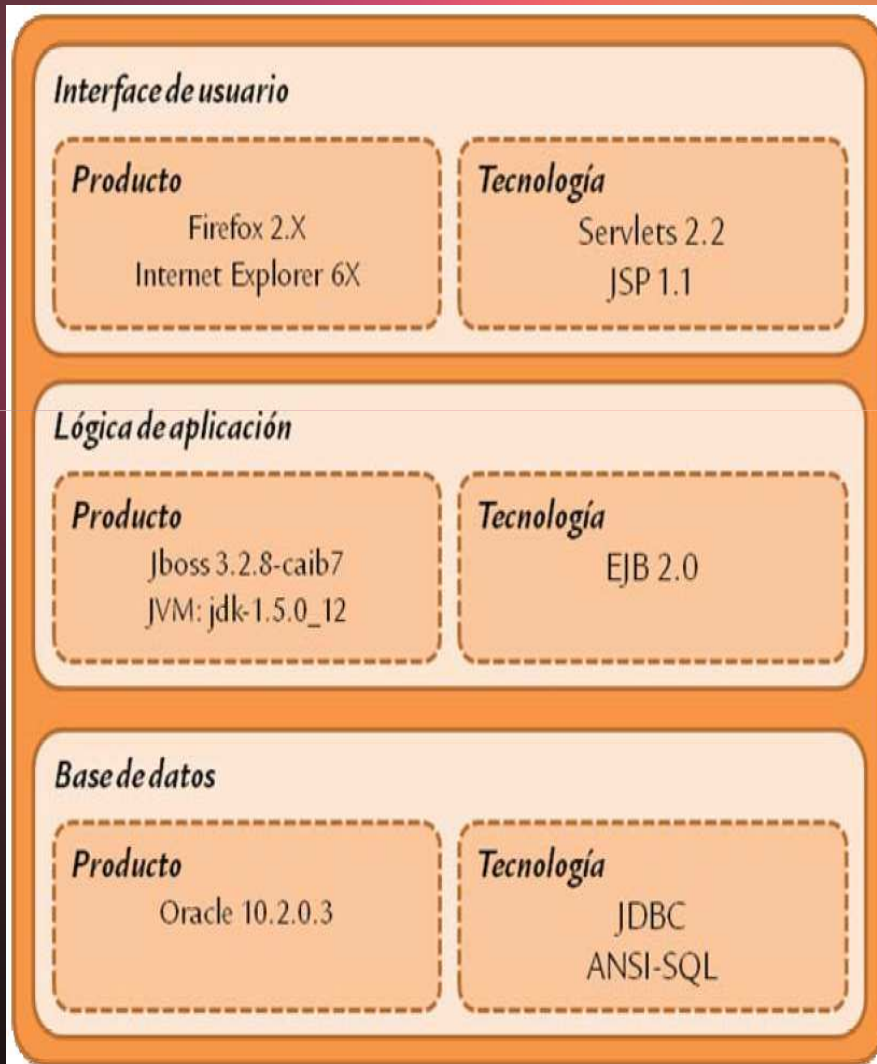 Interface de usuario
Producto
Firefox 2.X
Internet Explorer 6X
Tecnología
Servlets 2.2
JSP 1.1
Lógica de aplicación
Producto
Jboss 3.2.8-caib7
JVM: jdk-1.5.0_12
Tecnología
EJB 2.0
Base de datos
Producto
Oracle 10.2.0.3
Tecnología
JDBC
ANSI-SQL